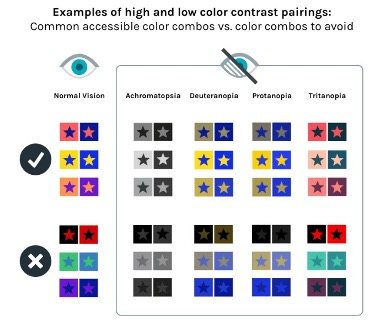 Examples of high and low color contrast pairings:
Common accessible color combos vs. color combos to avoid
Normal Vision
Achromatopsia
Deuteranopia
Protanopia
Tritanopia